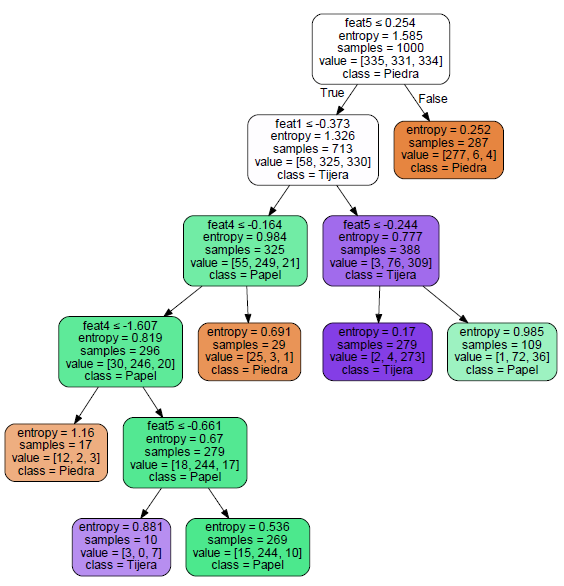 feat5 ≤ 0.254
entropy = 1.585
samples = 1000
value = [335, 331, 334]
class = Piedra
True
False
feat1 ≤ -0.373
entropy = 1.326
samples = 713
value = [58, 325, 330]
class = Tijera
entropy = 0.252
samples = 287
value = [277, 6, 4]
class = Piedra
feat4 ≤ -0.164
entropy = 0.984
samples = 325
value = [55, 249, 21]
class = Papel
feat5 ≤ -0.244
entropy = 0.777
samples = 388
value = [3, 76, 309]
class = Tijera
feat4 ≤ -1.607
entropy = 0.819
samples = 296
value = [30, 246, 20]
class = Papel
entropy = 0.691
samples = 29
value = [25, 3, 1]
class = Piedra
entropy = 0.17
samples = 279
value = [2, 4, 273]
class = Tijera
entropy = 0.985
samples = 109
value = [1, 72, 36]
class = Papel
entropy = 1.16
samples = 17
value = [12, 2, 3]
class = Piedra
feat5 ≤ -0.661
entropy = 0.67
samples = 279
value = [18, 244, 17]
class = Papel
entropy = 0.881
samples = 10
value = [3, 0, 7]
class = Tijera
entropy = 0.536
samples = 269
value = [15, 244, 10]
class = Papel